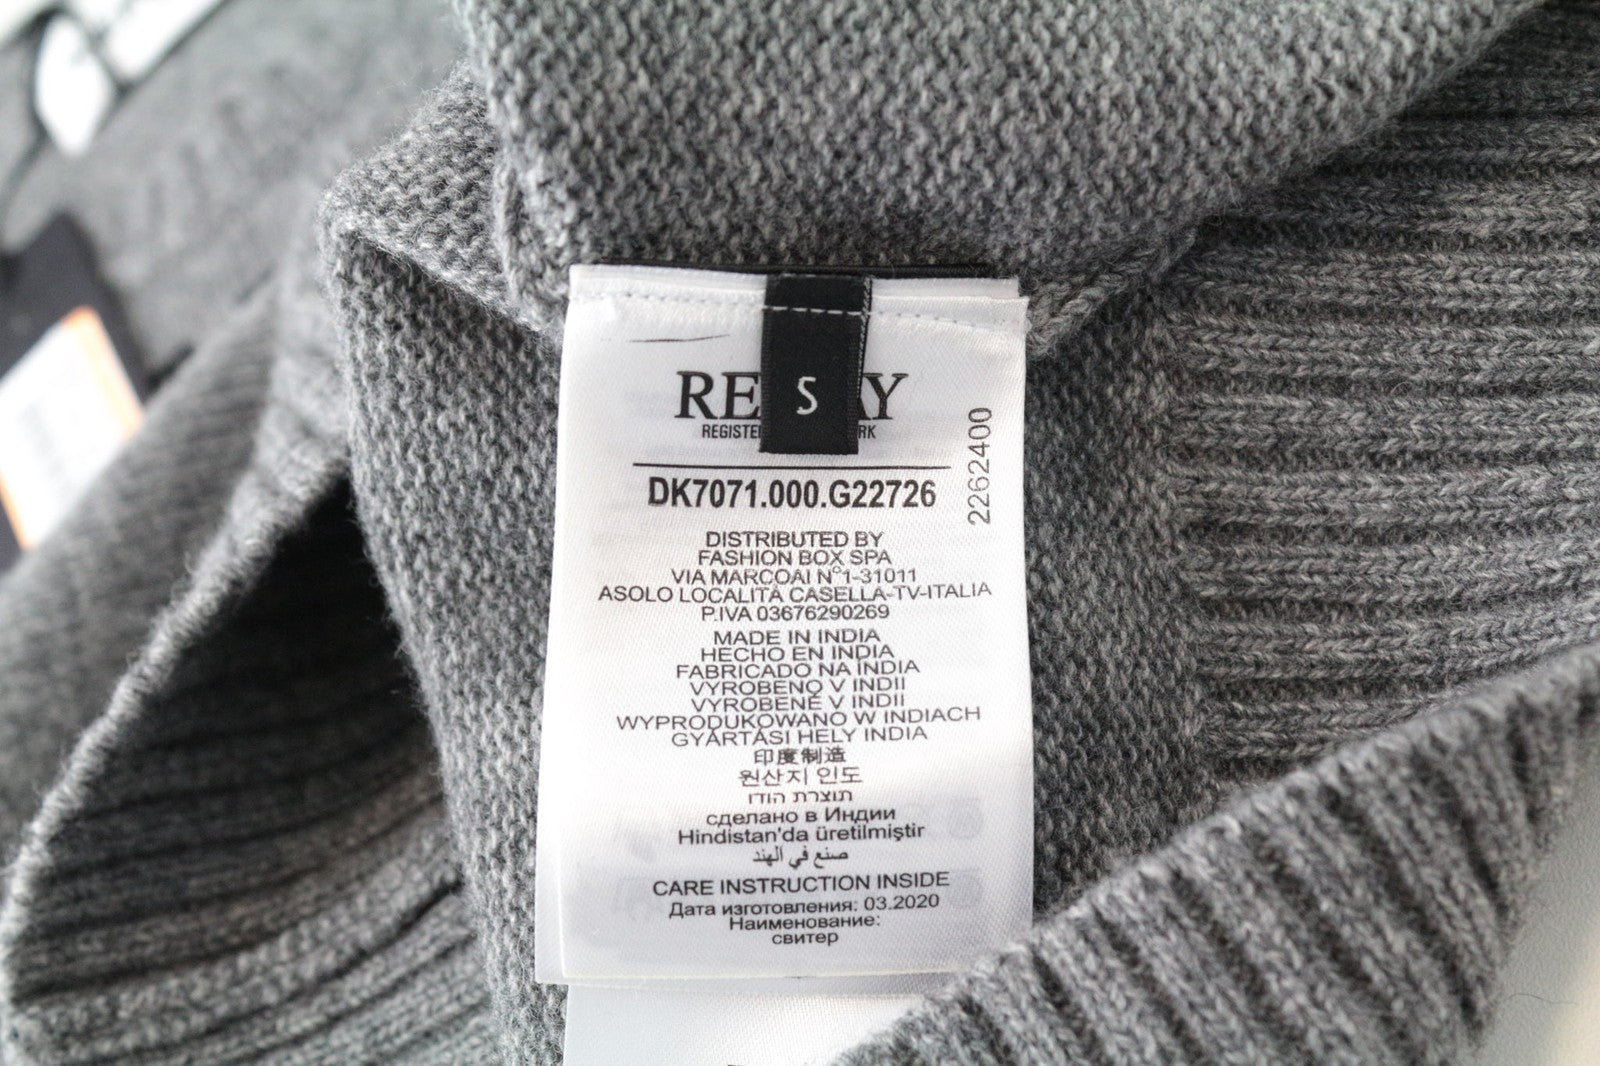 S
DK7071.000.G22726
2262400
DISTRIBUTED BY
FASHION BOX SPA
VIA MARCOAI N°1-31011
ASOLO LOCALITÀ CASELLA-TV-ITALIA
P.IVA 03676290269
MADE IN INDIA
HECHO EN INDIA
FABRICADO NA ÍNDIA
VYROBENO V INDII
VYROBENÉ V INDII
WYPRODUKOWANO W INDIACH
GYÁRTÁSI HELY INDIA
印度制造
원산지 인도
תוצרת הודו
сделано в Индии
Hindistan'da üretilmiştir
صنع في الهند
CARE INSTRUCTION INSIDE
Дата изготовления: 03.2020
Наименование:
свитер